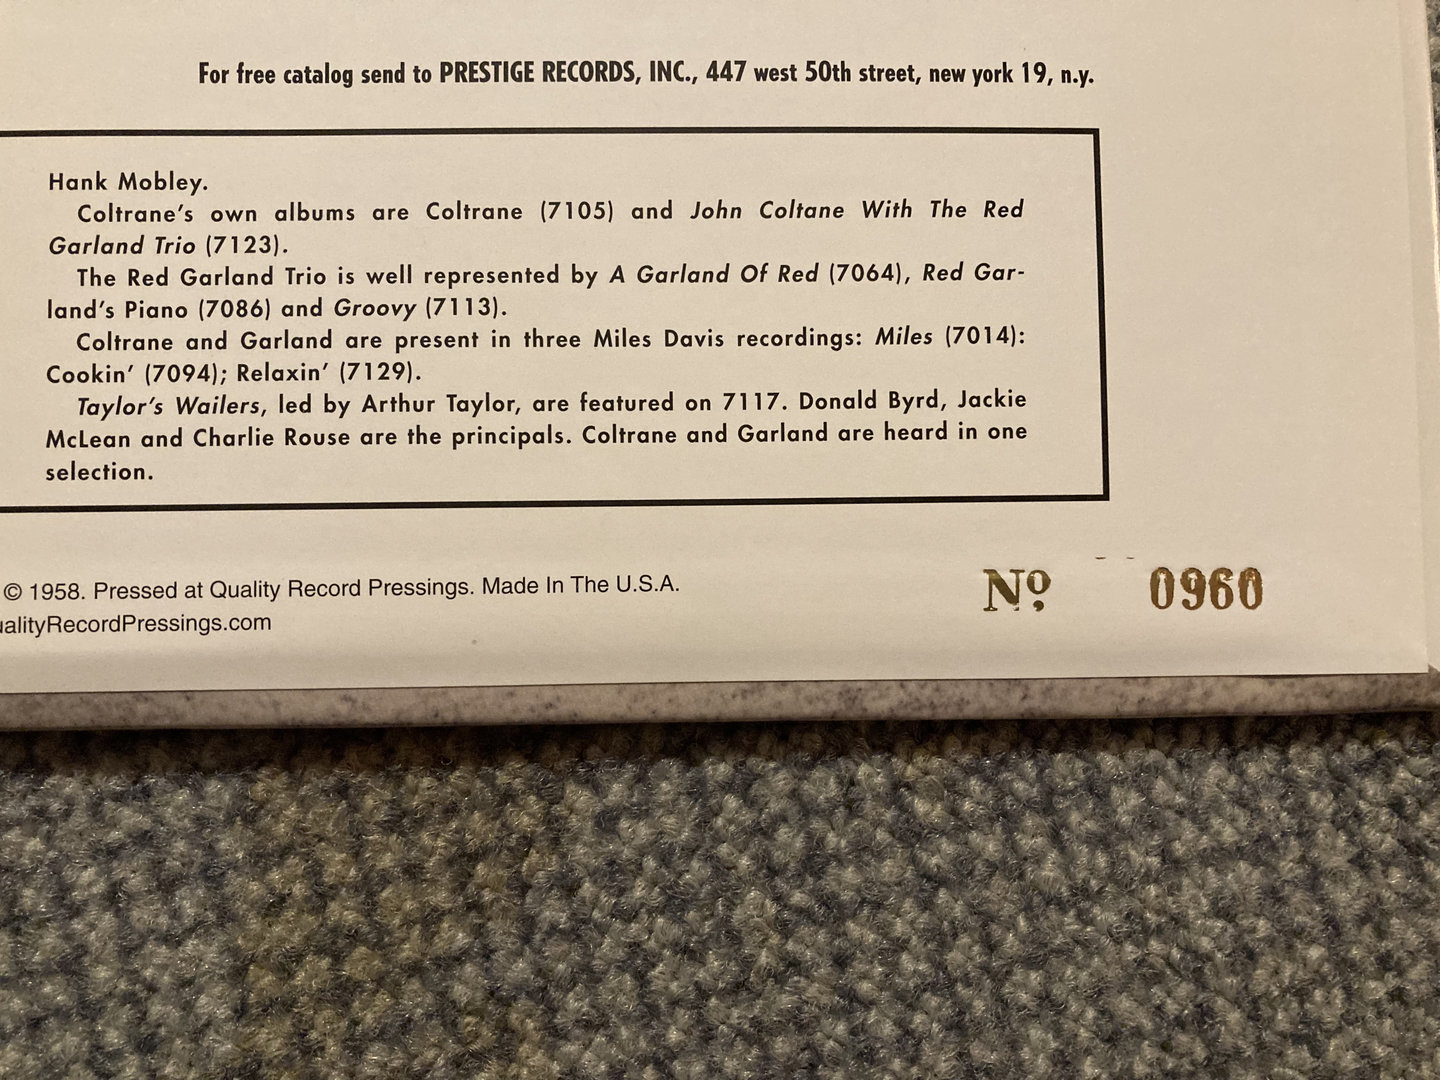 For free catalog send to PRESTIGE RECORDS, INC., 447 west 50th street, new york 19, n.y.
Hank Mobley.
Coltrane's own albums are Coltrane (7105) and John Coltane With The Red
Garland Trio (7123).
The Red Garland Trio is well represented by A Garland Of Red (7064), Red Gar-
land's Piano (7086) and Groovy (7113).
Coltrane and Garland are present in three Miles Davis recordings: Miles (7014):
Cookin' (7094); Relaxin' (7129).
Taylor's Wailers, led by Arthur Taylor, are featured on 7117. Donald Byrd, Jackie
McLean and Charlie Rouse are the principals. Coltrane and Garland are heard in one
selection.
© 1958. Pressed at Quality Record Pressings. Made In The U.S.A.
ualityRecordPressings.com
Nº 0960